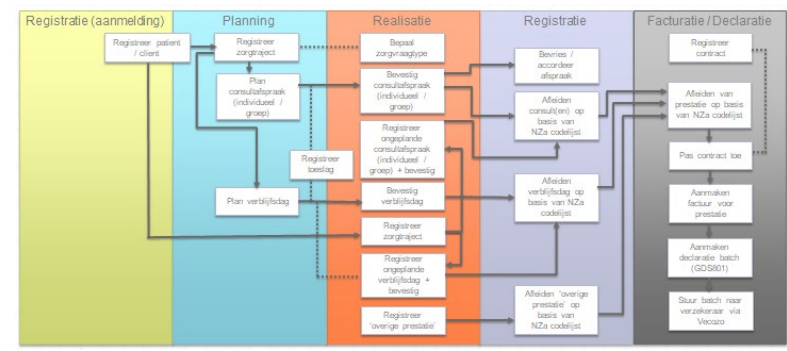 Registratie (aanmelding)
Planning
Realisatie
Registratie
Facturatie / Declaratie
Registreer patient
/ client
Registreer
zorgtraject
Plan
consultafspraak
(individueel /
groep)
Plan verblijfsdag
Registreer
toeslag
Bepaal
zorgvraagtype
Bevestig
consultafspraak
(individueel /
groep)
Registreer
ongeplande
consultafspraak
(individueel /
groep) + bevestig
Bevestig
verblijfsdag
Registreer
zorgtraject
Registreer
ongeplande
verblijfsdag +
bevestig
Registreer
'overige prestatie'
Bevries /
accordeer
afspraak
Afleiden
consult(en) op
basis van
NZa codelijst
Afleiden
verblijfsdag op
basis van NZa
codelijst
Afleiden 'overige
prestatie' op
basis van
NZa codelijst
Registreer
contract
Afleiden van
prestatie op basis
van NZa codelijst
Pas contract toe
Aanmaken
factuur voor
prestatie
Aanmaken
declaratie batch
(GDS801)
Stuur batch naar
verzekeraar via
Vecozo